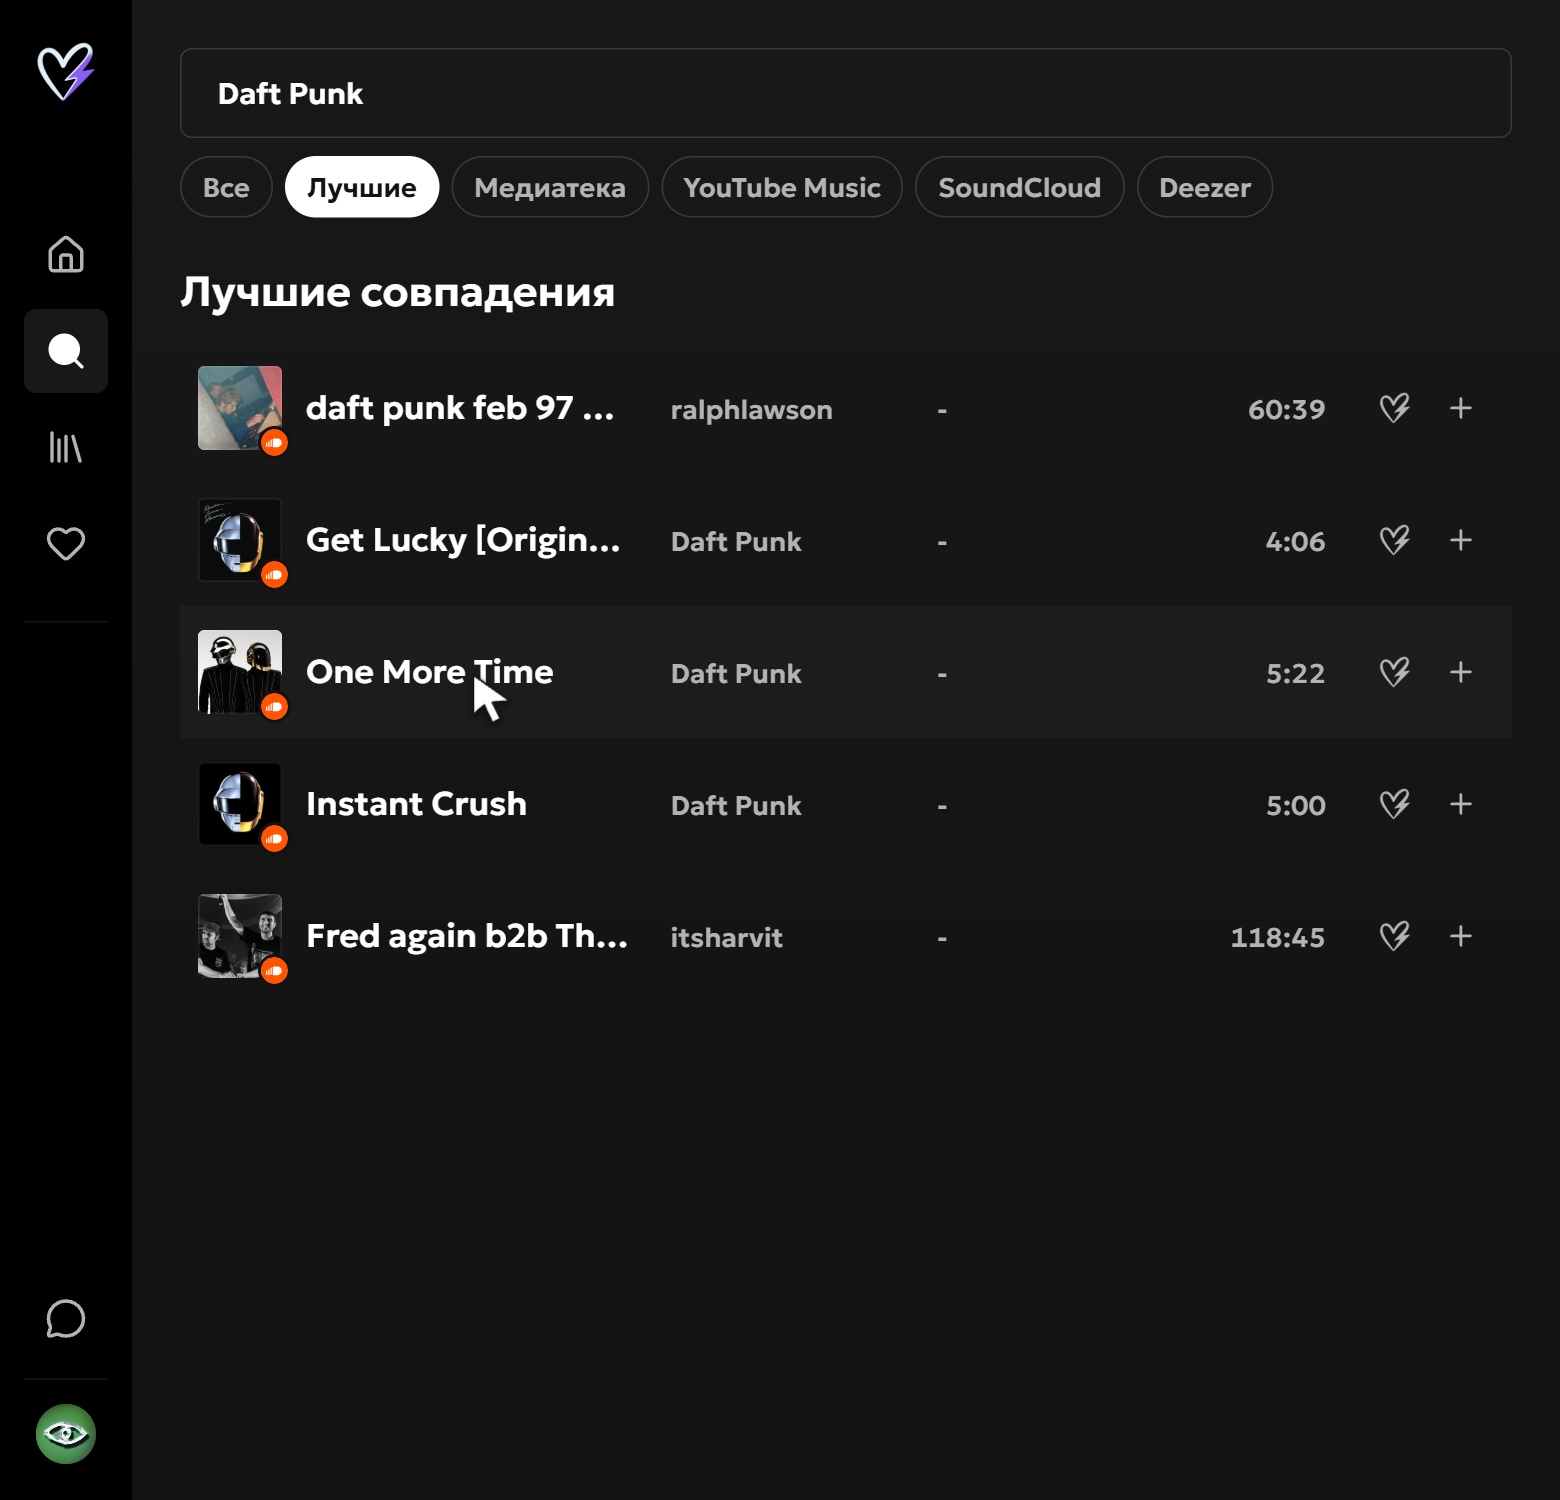 Daft Punk
Все Лучшие Медиатека YouTube Music SoundCloud Deezer
Лучшие совпадения
daft punk feb 97 ... ralphlawson - 60:39
Get Lucky [Origin... Daft Punk - 4:06
One More Time Daft Punk - 5:22
Instant Crush Daft Punk - 5:00
Fred again b2b Th... itsharvit - 118:45